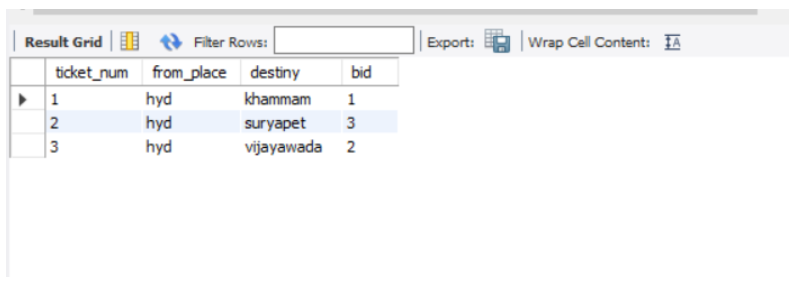 Result Grid Filter Rows: Export: Wrap Cell Content: IA
ticket_num from_place destiny bid
1 hyd khammam 1
2 hyd suryapet 3
3 hyd vijayawada 2